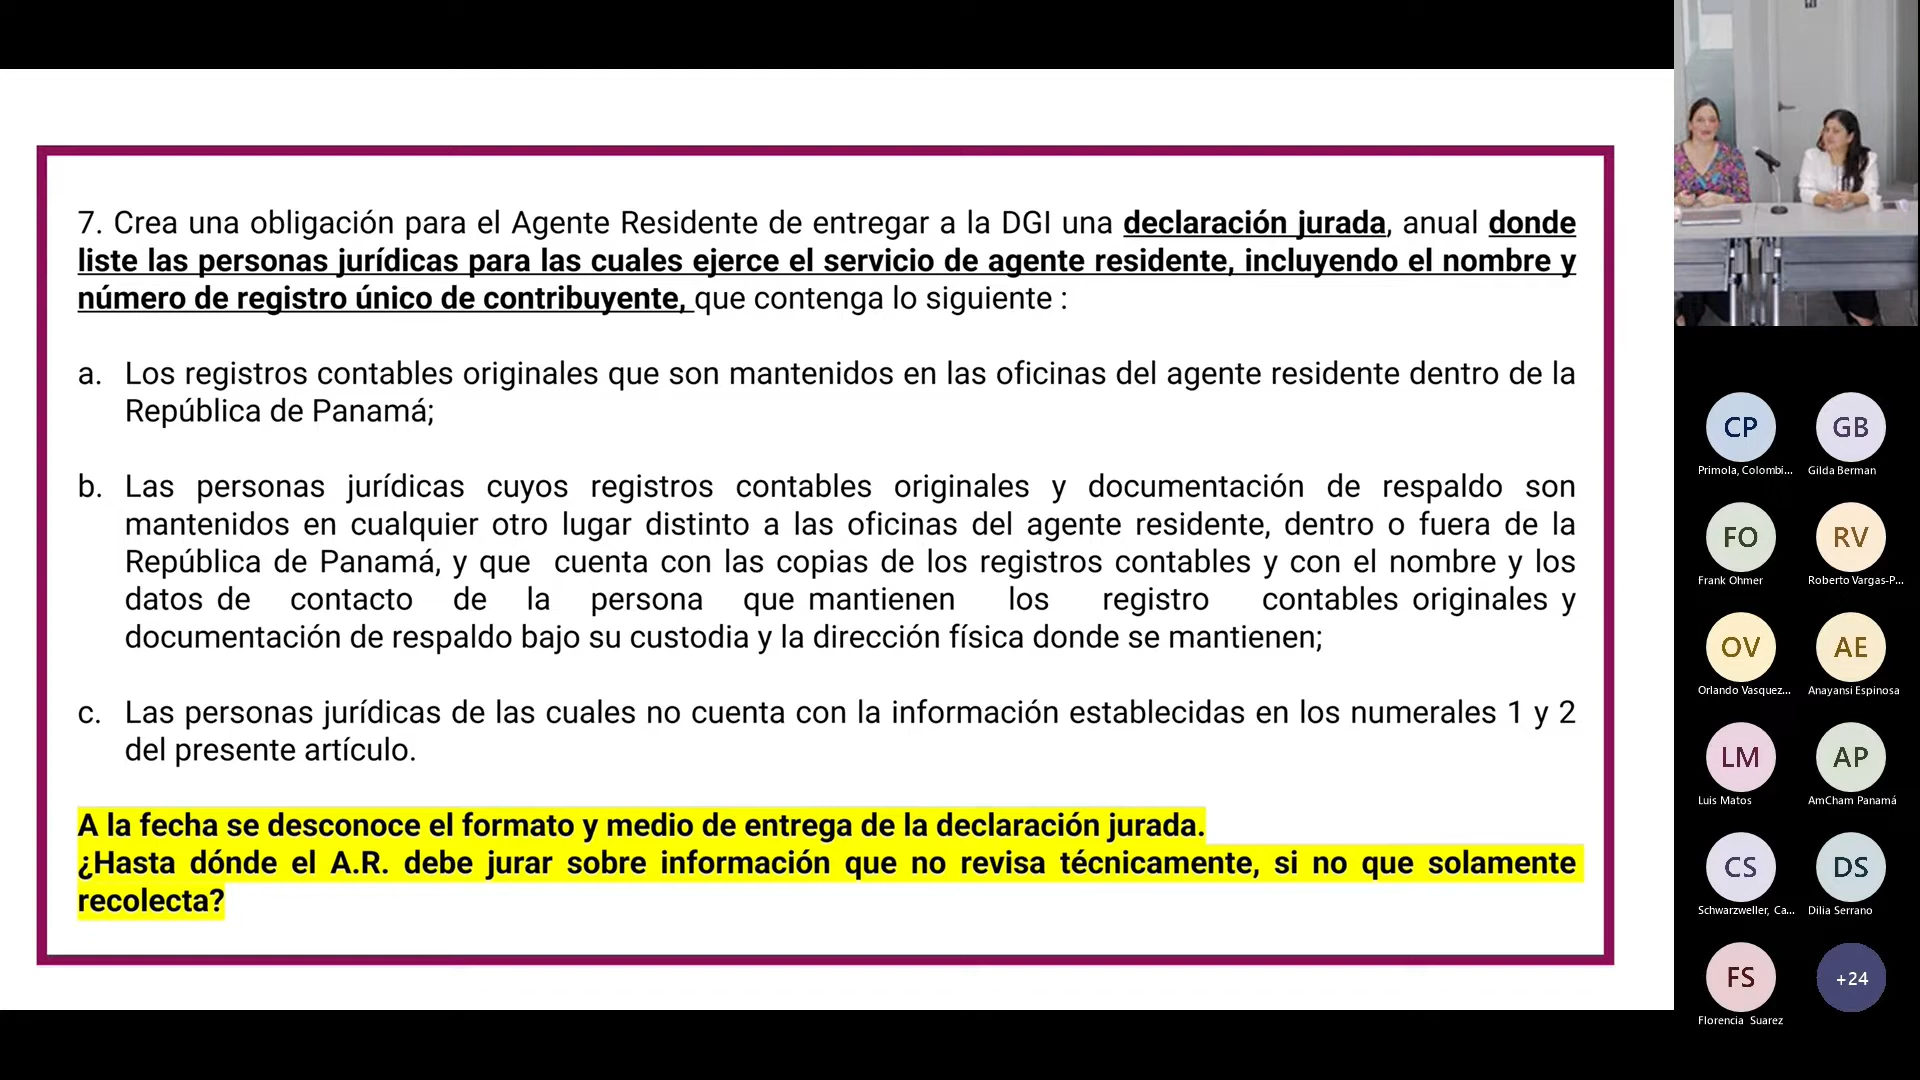 7. Crea una obligación para el Agente Residente de entregar a la DGI una declaración jurada, anual donde
liste las personas jurídicas para las cuales ejerce el servicio de agente residente, incluyendo el nombre y
número de registro único de contribuyente, que contenga lo siguiente :
a. Los registros contables originales que son mantenidos en las oficinas del agente residente dentro de la
República de Panamá;
b. Las personas jurídicas cuyos registros contables originales y documentación de respaldo son
mantenidos en cualquier otro lugar distinto a las oficinas del agente residente, dentro o fuera de la
República de Panamá, y que cuenta con las copias de los registros contables y con el nombre y los
datos de contacto de la persona que mantienen los registro contables originales y
documentación de respaldo bajo su custodia y la dirección física donde se mantienen;
c. Las personas jurídicas de las cuales no cuenta con la información establecidas en los numerales 1 y 2
del presente artículo.
A la fecha se desconoce el formato y medio de entrega de la declaración jurada.
¿Hasta dónde el A.R. debe jurar sobre información que no revisa técnicamente, si no que solamente
recolecta?
CP GB
Primola, Colombi... Gilda Berman
FO RV
Frank Ohmer Roberto Vargas-P...
OV AE
Orlando Vasquez... Anayansi Espinosa
LM AP
Luis Matos AmCham Panamá
CS DS
Schwarzweller, Ca... Dilia Serrano
FS +24
Florencia Suarez